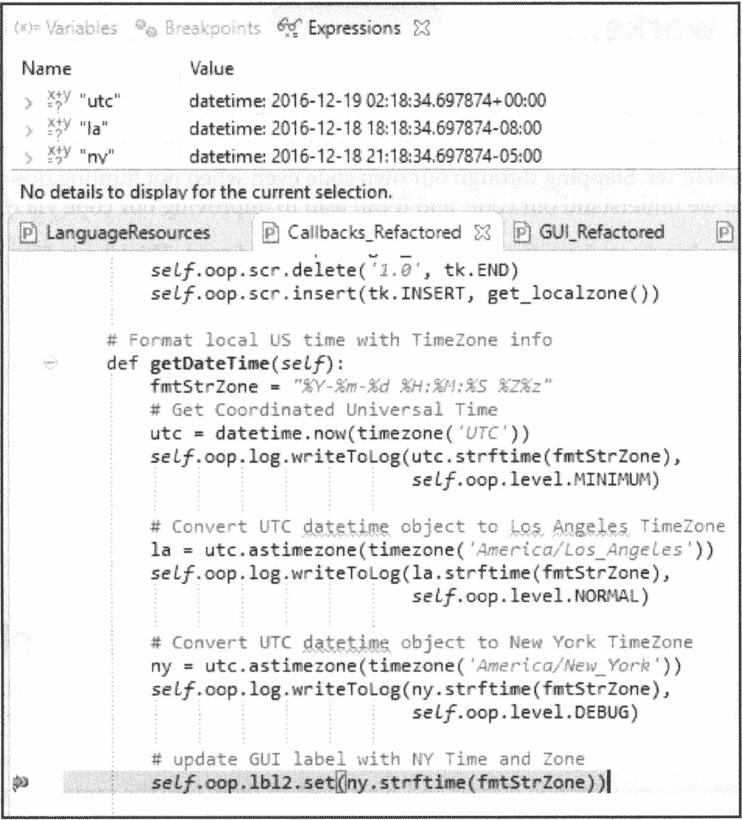 (x)= Variables Breakpoints Expressions
Name Value
"utc" datetime: 2016-12-19 02:18:34.697874+00:00
"la" datetime: 2016-12-18 18:18:34.697874-08:00
"ny" datetime: 2016-12-18 21:18:34.697874-05:00
No details to display for the current selection.
LanguageResources Callbacks_Refactored GUI_Refactored
self.oop.scr.delete('1.0', tk.END)
self.oop.scr.insert(tk.INSERT, get_localzone())
# Format local US time with TimeZone info
def getDateTime(self):
fmtStrZone = "%Y-%m-%d %H:%M:%S %Z%z"
# Get Coordinated Universal Time
utc = datetime.now(timezone('UTC'))
self.oop.log.writeToLog(utc.strftime(fmtStrZone),
self.oop.level.MINIMUM)
# Convert UTC datetime object to Los Angeles TimeZone
la = utc.astimezone(timezone('America/Los_Angeles'))
self.oop.log.writeToLog(la.strftime(fmtStrZone),
self.oop.level.NORMAL)
# Convert UTC datetime object to New York TimeZone
ny = utc.astimezone(timezone('America/New_York'))
self.oop.log.writeToLog(ny.strftime(fmtStrZone),
self.oop.level.DEBUG)
# update GUI label with NY Time and Zone
self.oop.lbl2.set(ny.strftime(fmtStrZone))